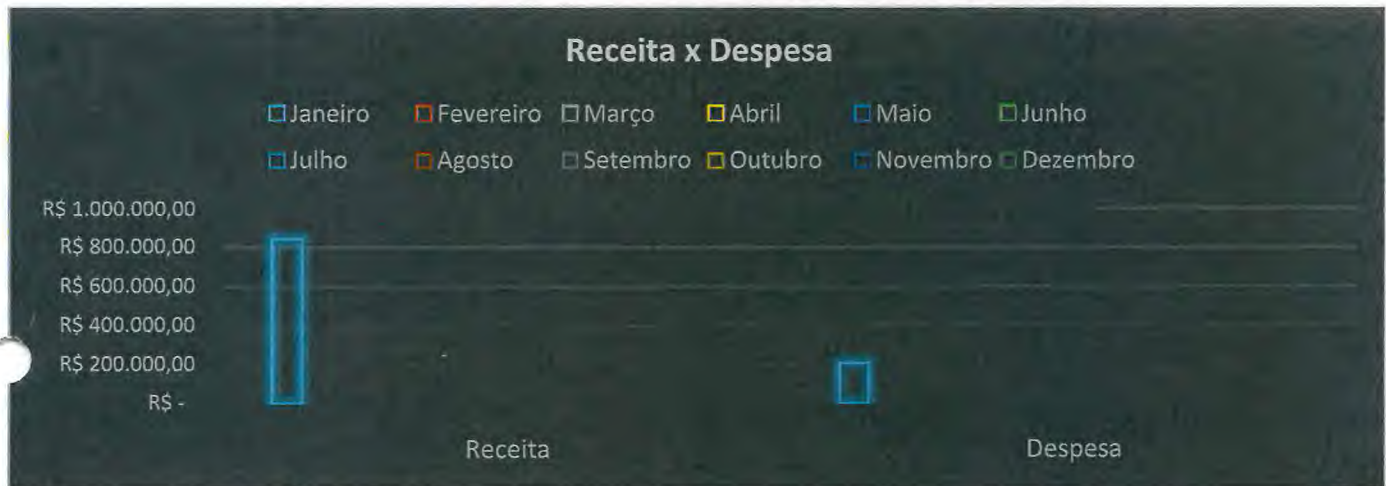 Receita x Despesa
Janeiro Fevereiro Março Abril Maio Junho
Julho Agosto Setembro Outubro Novembro Dezembro
R$ 1.000.000,00
R$ 800.000,00
R$ 600.000,00
R$ 400.000,00
R$ 200.000,00
R$ -
Receita Despesa